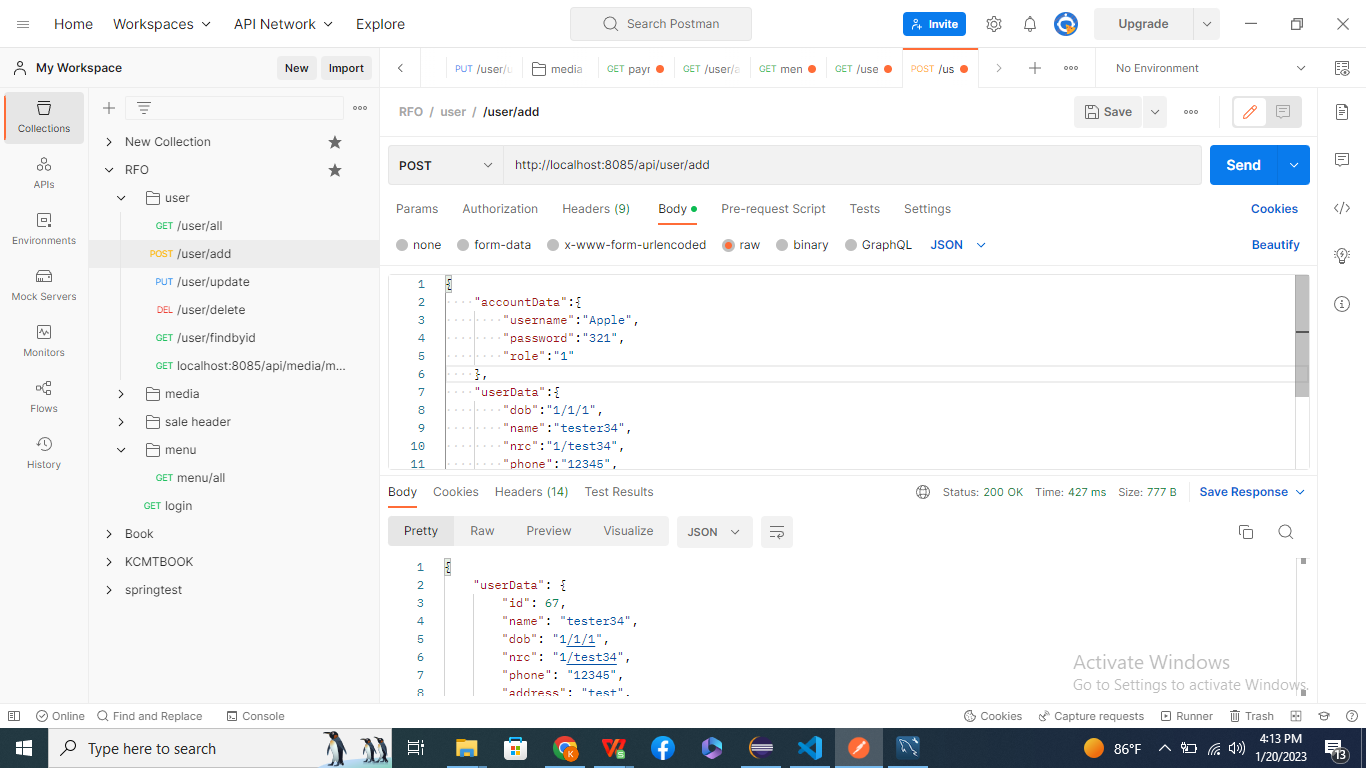 Home Workspaces API Network Explore Search Postman Invite Upgrade
My Workspace New Import PUT /user/u media GET payr GET /user/a GET men GET /use POST /us No Environment
Collections
APIs
Environments
Mock Servers
Monitors
Flows
History
New Collection
RFO
user
GET /user/all
POST /user/add
PUT /user/update
DEL /user/delete
GET /user/findbyid
GET localhost:8085/api/media/m...
media
sale header
menu
GET menu/all
GET login
Book
KCMTBOOK
springtest
RFO / user / /user/add Save
POST http://localhost:8085/api/user/add Send
Params Authorization Headers (9) Body Pre-request Script Tests Settings Cookies
none form-data x-www-form-urlencoded raw binary GraphQL JSON Beautify
1 {
2 "accountData":{
3 "username":"Apple",
4 "password":"321",
5 "role":"1"
6 },
7 "userData":{
8 "dob":"1/1/1",
9 "name":"tester34",
10 "nrc":"1/test34",
11 "phone":"12345",
Body Cookies Headers (14) Test Results Status: 200 OK Time: 427 ms Size: 777 B Save Response
Pretty Raw Preview Visualize JSON
1 {
2 "userData": {
3 "id": 67,
4 "name": "tester34",
5 "dob": "1/1/1",
6 "nrc": "1/test34",
7 "phone": "12345",
8 "address": "test",
Activate Windows
Go to Settings to activate Windows.
Online Find and Replace Console Cookies Capture requests Runner Trash
Type here to search 86°F 4:13 PM
1/20/2023
13